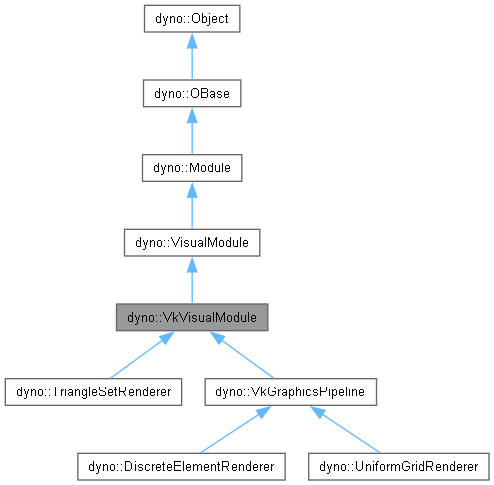 dyno::Object
dyno::OBase
dyno::Module
dyno::VisualModule
dyno::VkVisualModule
dyno::TriangleSetRenderer
dyno::VkGraphicsPipeline
dyno::DiscreteElementRenderer
dyno::UniformGridRenderer